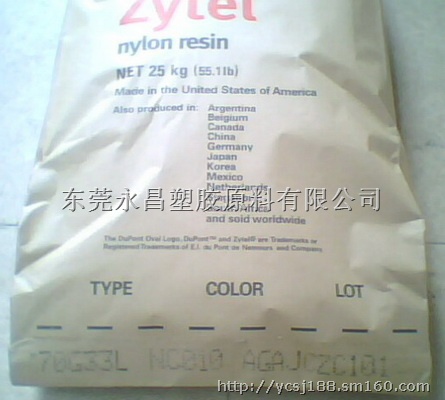 Zytel
nylon resin
NET 25 kg (55.1lb)
Made in the United States of America
Also produced in: Argentina
Belgium
Canada
China
Germany
Japan
Korea
Mexico
Netherlands
东莞永昌塑胶原料有限公司
and sold worldwide
The DuPont Oval Logo, DuPont™ and Zytel® are Trademarks or
Registered Trademarks of E.I. du Pont de Nemours and Company.
TYPE COLOR LOT
70G33L NC010 AGAJCZC101
http://ycsj188.sm160.com